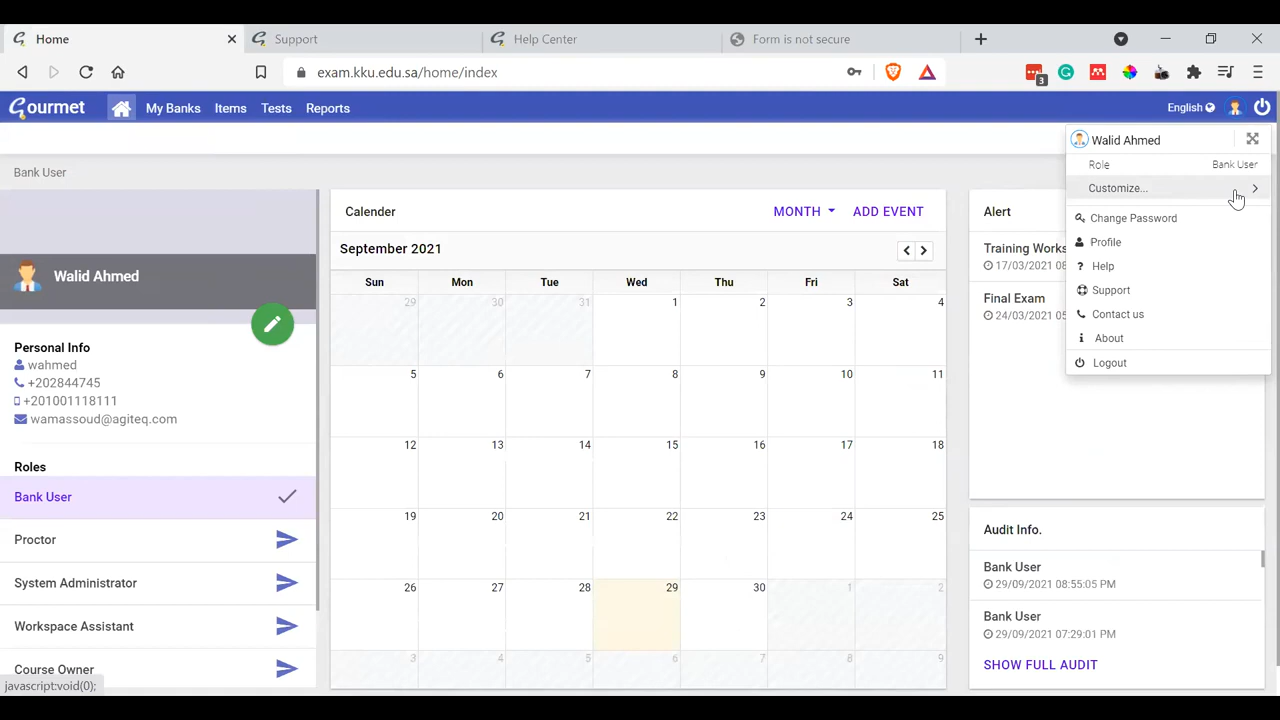 Home
Support
Help Center
Form is not secure
exam.kku.edu.sa/home/index
3
Gourmet
My Banks
Items
Tests
Reports
English
Walid Ahmed
Role
Bank User
Customize...
Change Password
Profile
Help
Support
Contact us
About
Logout
Bank User
Walid Ahmed
Personal Info
wahmed
+202844745
+201001118111
wamassoud@agiteq.com
Roles
Bank User
Proctor
System Administrator
Workspace Assistant
Course Owner
javascript:void(0);
Calender
MONTH
ADD EVENT
September 2021
Sun Mon Tue Wed Thu Fri Sat
29 30 31 1 2 3 4
5 6 7 8 9 10 11
12 13 14 15 16 17 18
19 20 21 22 23 24 25
26 27 28 29 30 1 2
3 4 5 6 7 8 9
Alert
Training Works
17/03/2021 08
Final Exam
24/03/2021 05
Audit Info.
Bank User
29/09/2021 08:55:05 PM
Bank User
29/09/2021 07:29:01 PM
SHOW FULL AUDIT